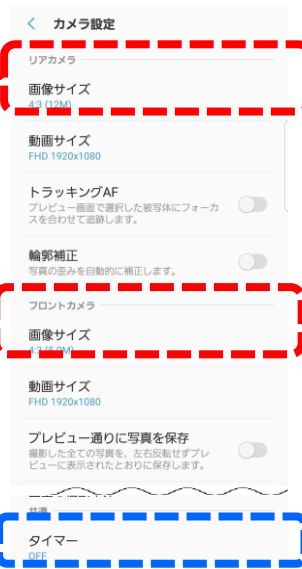 カメラ設定
リアカメラ
画像サイズ
4:3 (12M)
動画サイズ
FHD 1920x1080
トラッキングAF
プレビュー画面で選択した被写体にフォーカ
スを合わせて追跡します。
輪郭補正
写真の歪みを自動的に補正します。
フロントカメラ
画像サイズ
4:3 (5.0M)
動画サイズ
FHD 1920x1080
プレビュー通りに写真を保存
撮影した全ての写真を、左右反転せずプレ
ビューに表示されたとおりに保存します。
共通
タイマー
OFF